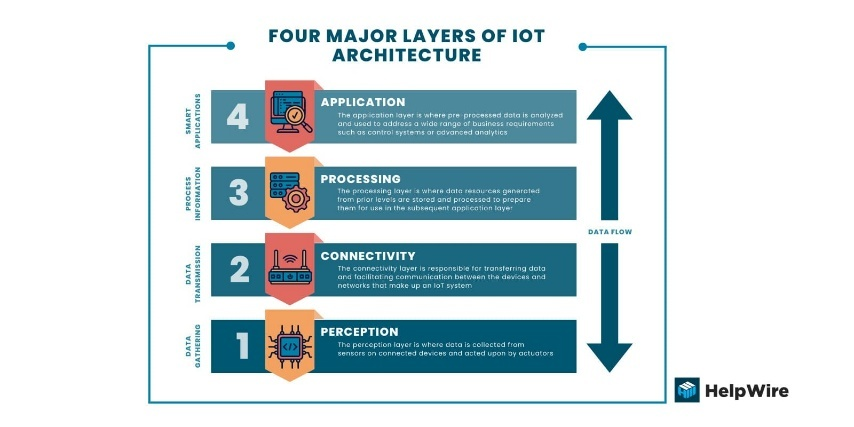 FOUR MAJOR LAYERS OF IOT
ARCHITECTURE
SMART
APPLICATIONS
4
APPLICATION
The application layer is where pre-processed data is analyzed
and used to address a wide range of business requirements
such as control systems or advanced analytics
PROCESS
INFORMATION
3
PROCESSING
The processing layer is where data resources generated
from prior levels are stored and processed to prepare
them for use in the subsequent application layer
DATA FLOW
DATA
TRANSMISSION
2
CONNECTIVITY
The connectivity layer is responsible for transferring data
and facilitating communication between the devices and
networks that make up an IoT system
DATA
GATHERING
1
</>
PERCEPTION
The perception layer is where data is collected from
sensors on connected devices and acted upon by actuators
HelpWire